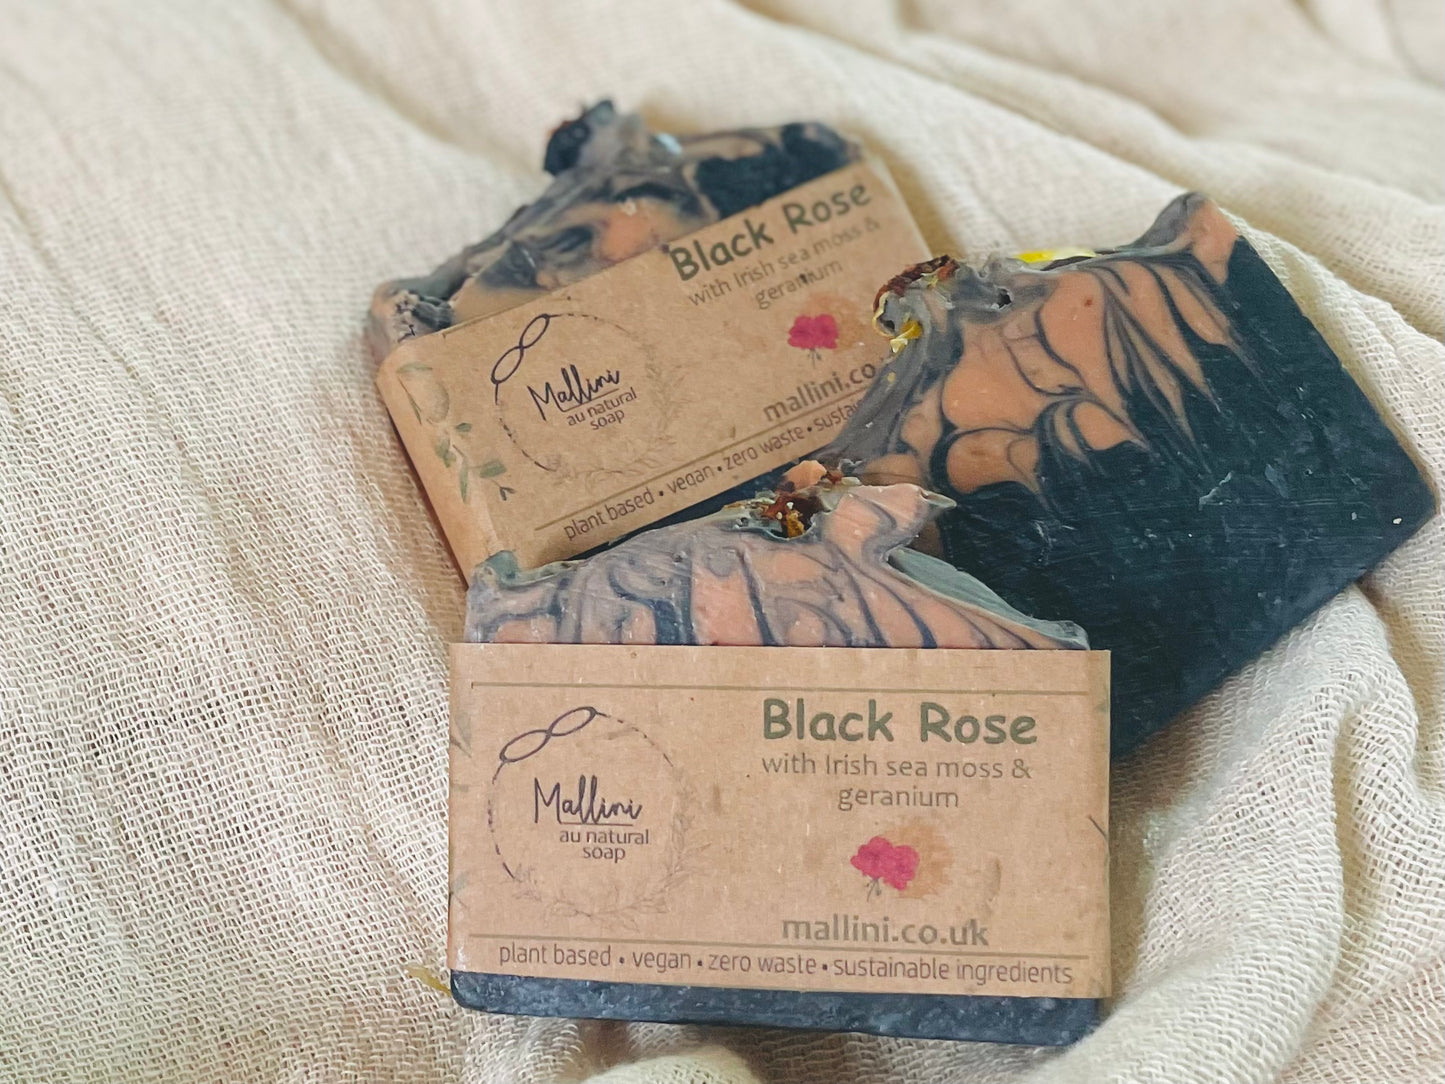 Black Rose
with Irish sea moss &
geranium
Mallini
au natural
soap
mallini.co
plant based • vegan • zero waste • susta
Black Rose
with Irish sea moss &
geranium
Mallini
au natural
soap
mallini.co.uk
plant based • vegan • zero waste • sustainable ingredients